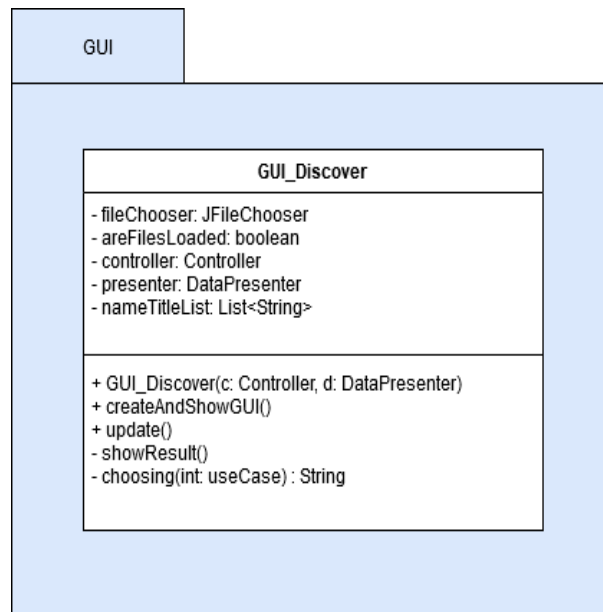 GUI
GUI_Discover
- fileChooser: JFileChooser
- areFilesLoaded: boolean
- controller: Controller
- presenter: DataPresenter
- nameTitleList: List<String>
+ GUI_Discover(c: Controller, d: DataPresenter)
+ createAndShowGUI()
+ update()
- showResult()
- choosing(int: useCase) : String